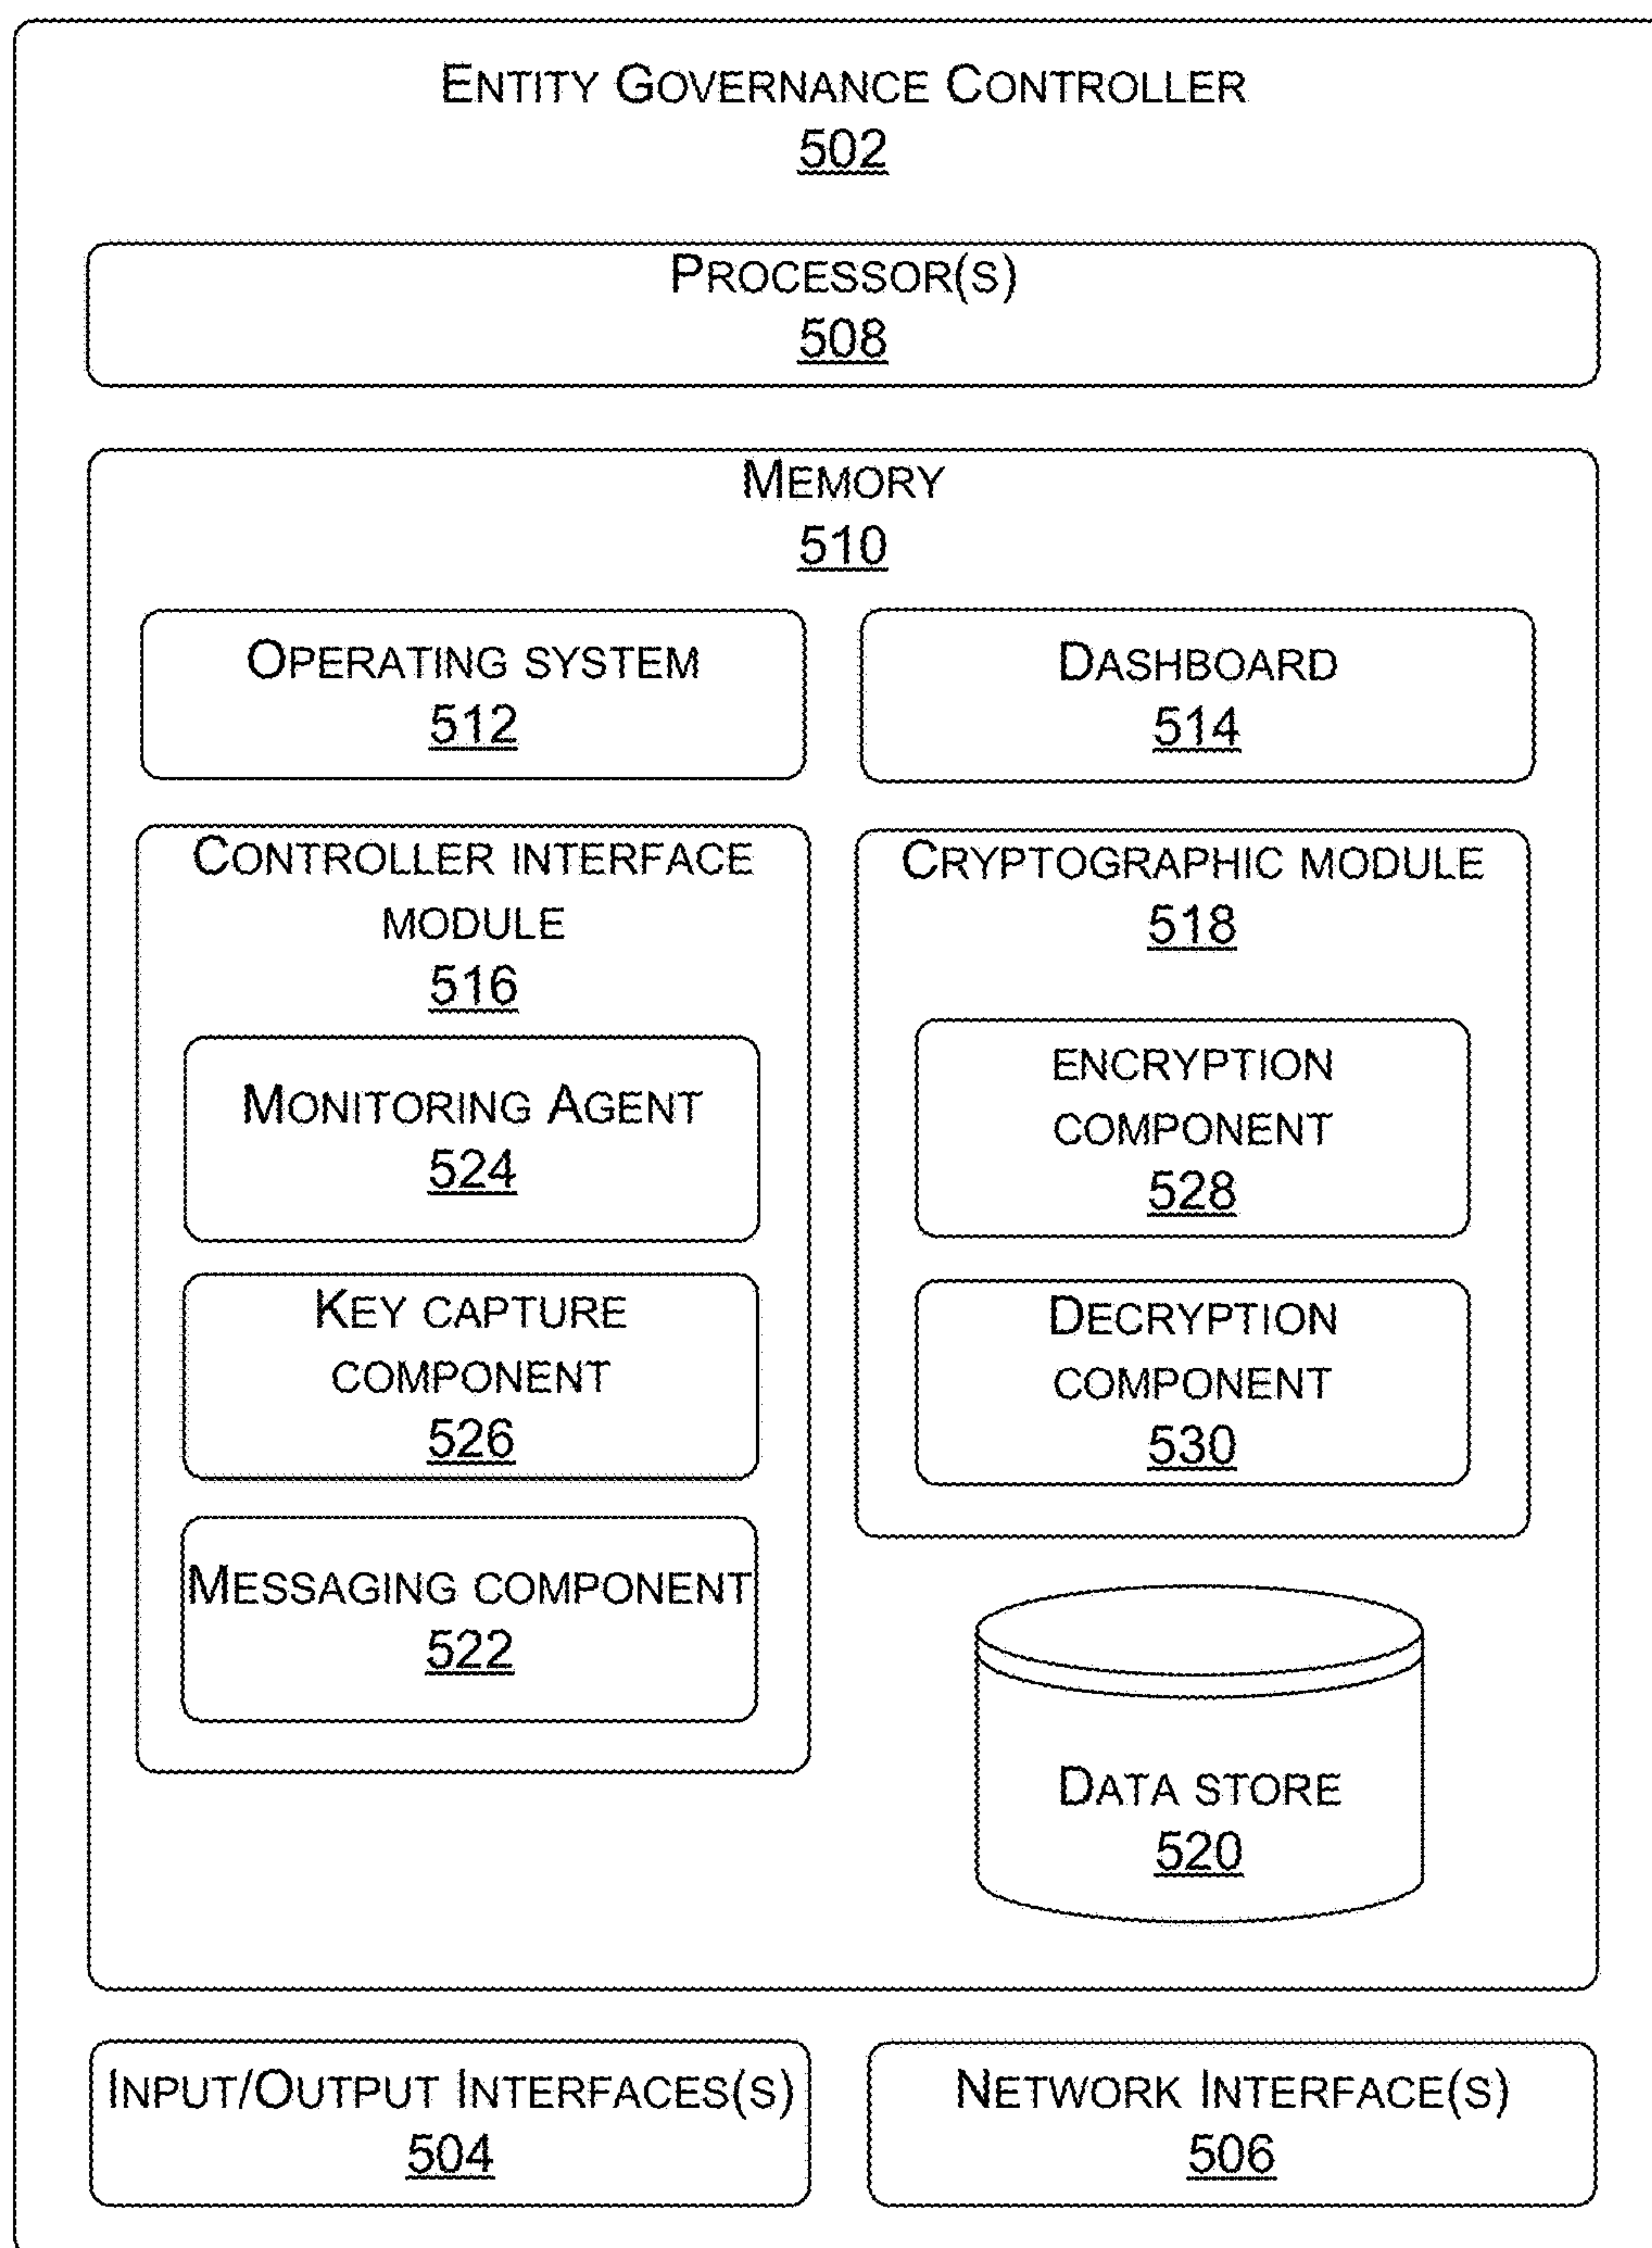 ENTITY GOVERNANCE CONTROLLER
502
PROCESSOR(S)
508
MEMORY
510
OPERATING SYSTEM
512
DASHBOARD
514
CONTROLLER INTERFACE
MODULE
516
MONITORING AGENT
524
KEY CAPTURE
COMPONENT
526
MESSAGING COMPONENT
522
CRYPTOGRAPHIC MODULE
518
ENCRYPTION
COMPONENT
528
DECRYPTION
COMPONENT
530
DATA STORE
520
INPUT/OUTPUT INTERFACES(S)
504
NETWORK INTERFACE(S)
506